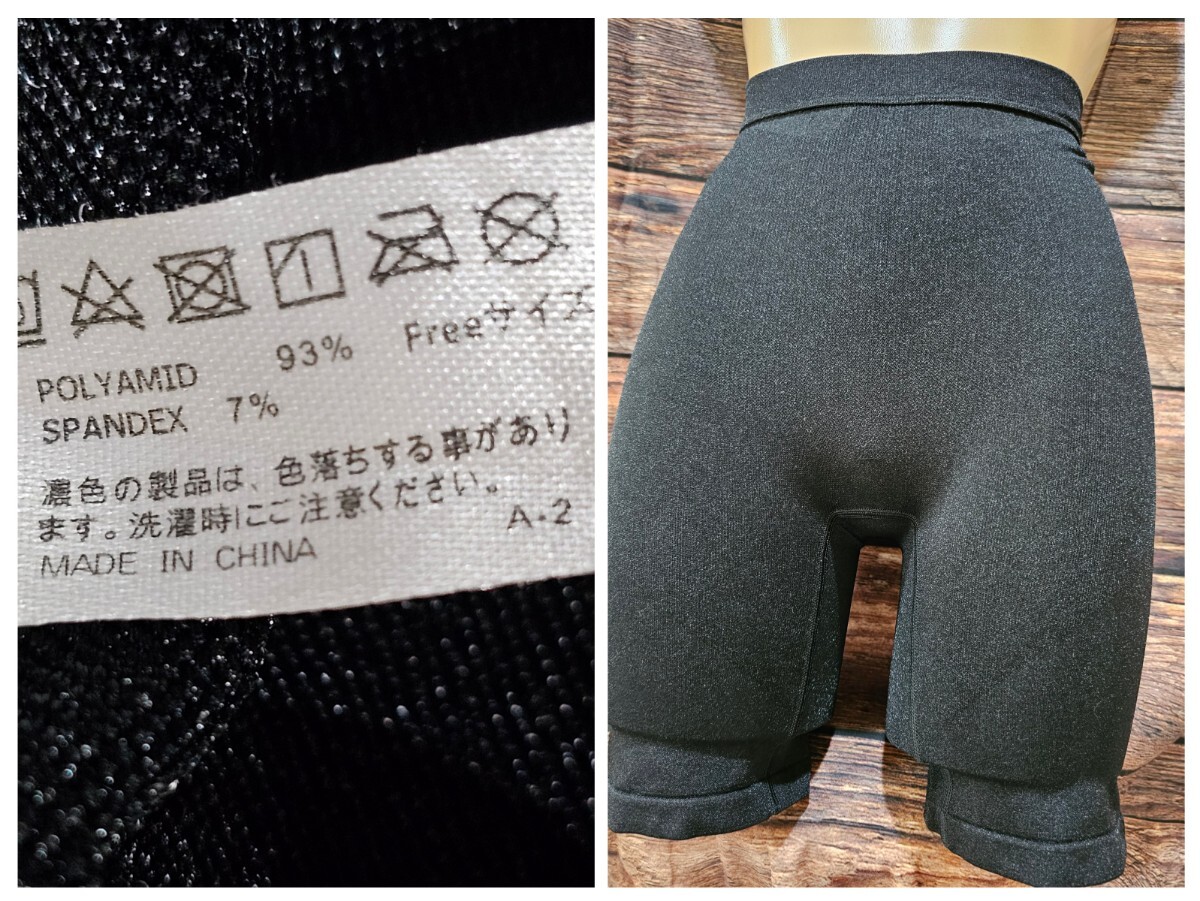 POLYAMID 93% Freeサイズ
SPANDEX 7%
濃色の製品は、色落ちする事があり
ます。洗濯時にご注意ください。
A・2
MADE IN CHINA